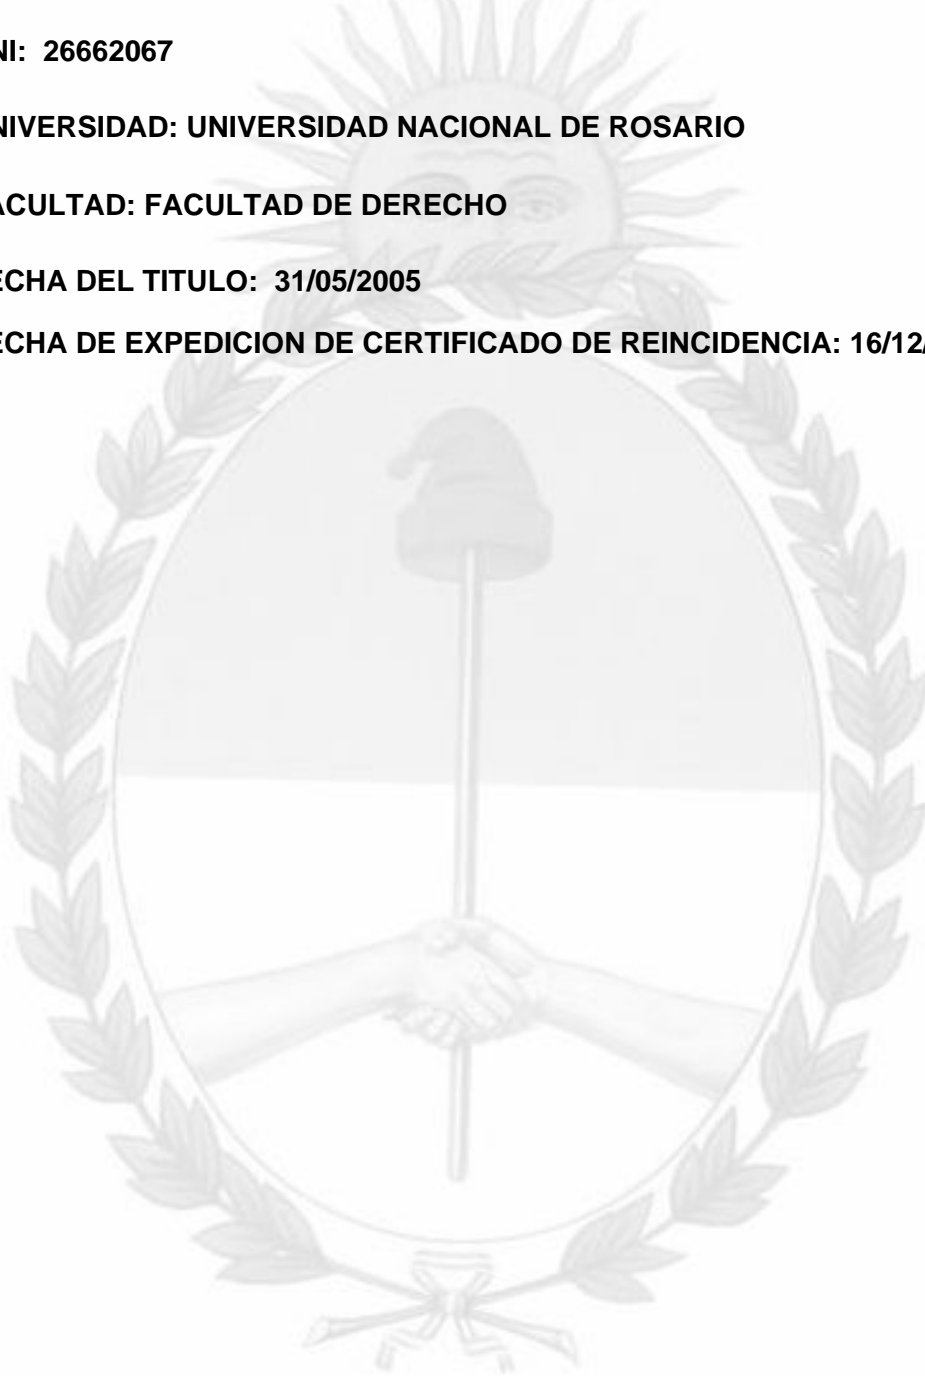 NI: 26662067
NIVERSIDAD: UNIVERSIDAD NACIONAL DE ROSARIO
ACULTAD: FACULTAD DE DERECHO
ECHA DEL TITULO: 31/05/2005
ECHA DE EXPEDICION DE CERTIFICADO DE REINCIDENCIA: 16/12/